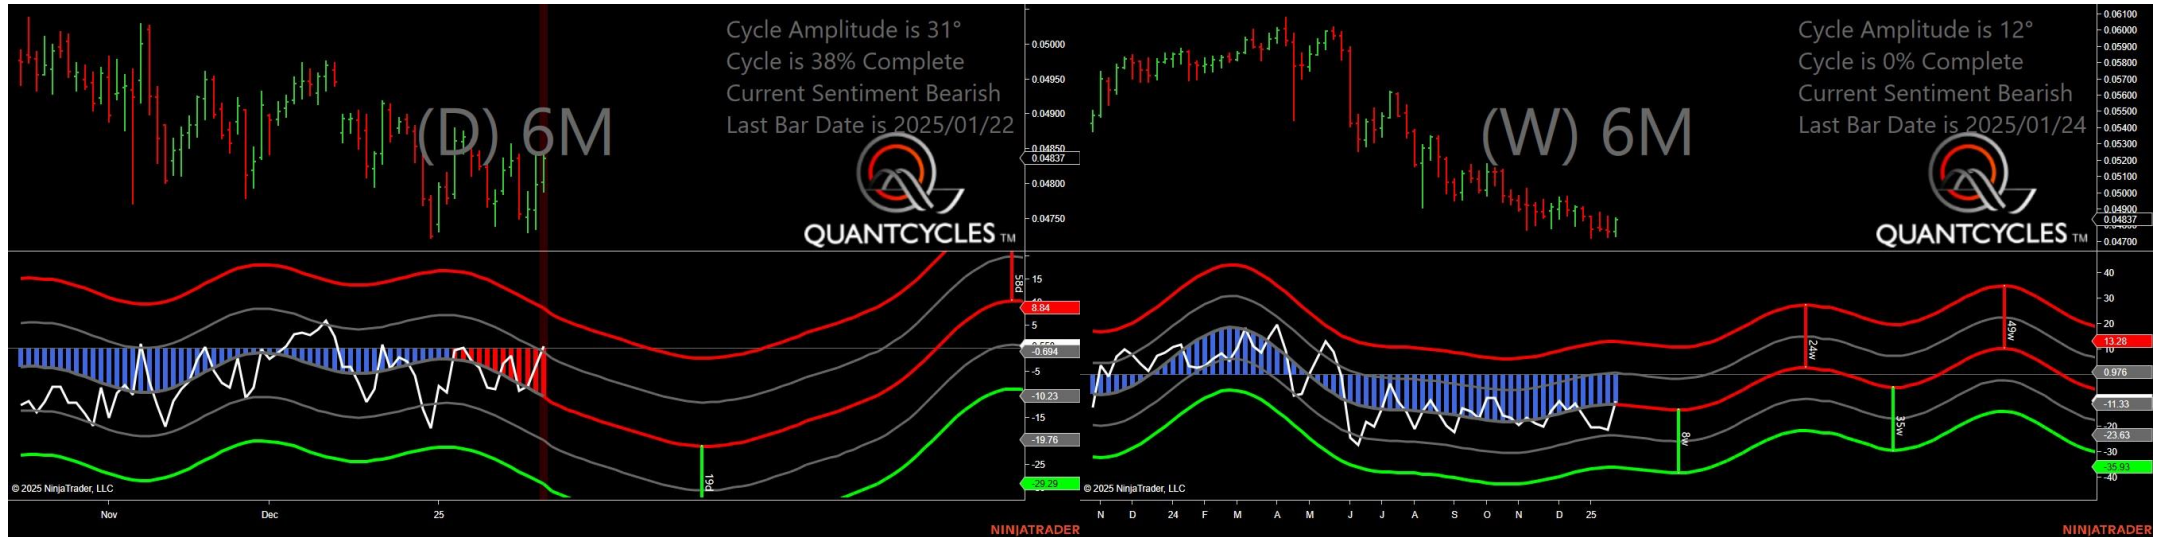 Cycle Amplitude is 31°
Cycle is 38% Complete
Current Sentiment Bearish
Last Bar Date is 2025/01/22
(D) 6M
QUANTCYCLES TM
0.05000
0.04950
0.04900
0.04850
0.04837
0.04800
0.04750
58d
15
8.84
5
-0.694
-5
-10.23
-15
-19.76
-25
-29.29
19d
© 2025 NinjaTrader, LLC
Nov
Dec
25
NINJATRADER
Cycle Amplitude is 12°
Cycle is 0% Complete
Current Sentiment Bearish
Last Bar Date is 2025/01/24
(W) 6M
QUANTCYCLES TM
0.06100
0.06000
0.05900
0.05800
0.05700
0.05600
0.05500
0.05400
0.05300
0.05200
0.05100
0.05000
0.04900
0.04837
0.04700
40
30
20
13.28
10
0.976
-11.33
-20
-23.63
-30
-35.93
-40
24w
49w
8w
35w
© 2025 NinjaTrader, LLC
N D 24 F M A M J J A S O N D 25
NINJATRADER